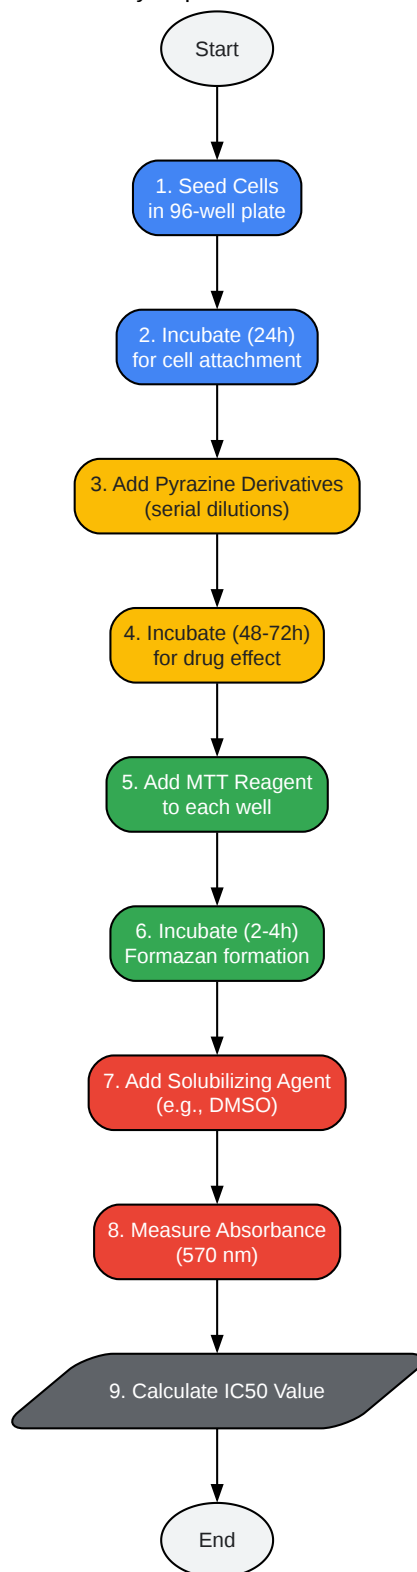 Start
1. Seed Cells
in 96-well plate
2. Incubate (24h)
for cell attachment
3. Add Pyrazine Derivatives
(serial dilutions)
4. Incubate (48-72h)
for drug effect
5. Add MTT Reagent
to each well
6. Incubate (2-4h)
Formazan formation
7. Add Solubilizing Agent
(e.g., DMSO)
8. Measure Absorbance
(570 nm)
9. Calculate IC50 Value
End